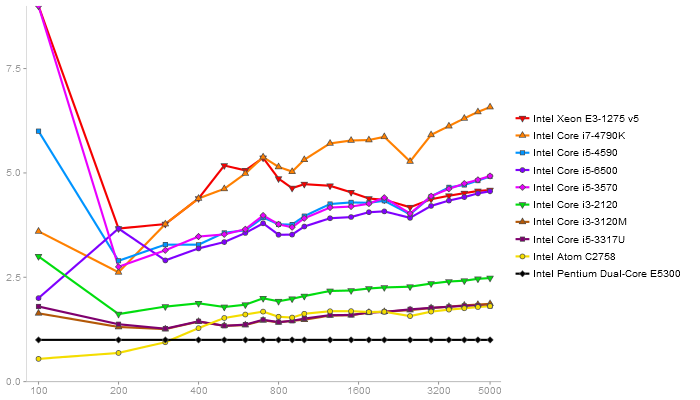 7.5
5.0
2.5
0.0
100 200 400 800 1600 3200 5000
Intel Xeon E3-1275 v5
Intel Core i7-4790K
Intel Core i5-4590
Intel Core i5-6500
Intel Core i5-3570
Intel Core i3-2120
Intel Core i3-3120M
Intel Core i5-3317U
Intel Atom C2758
Intel Pentium Dual-Core E5300